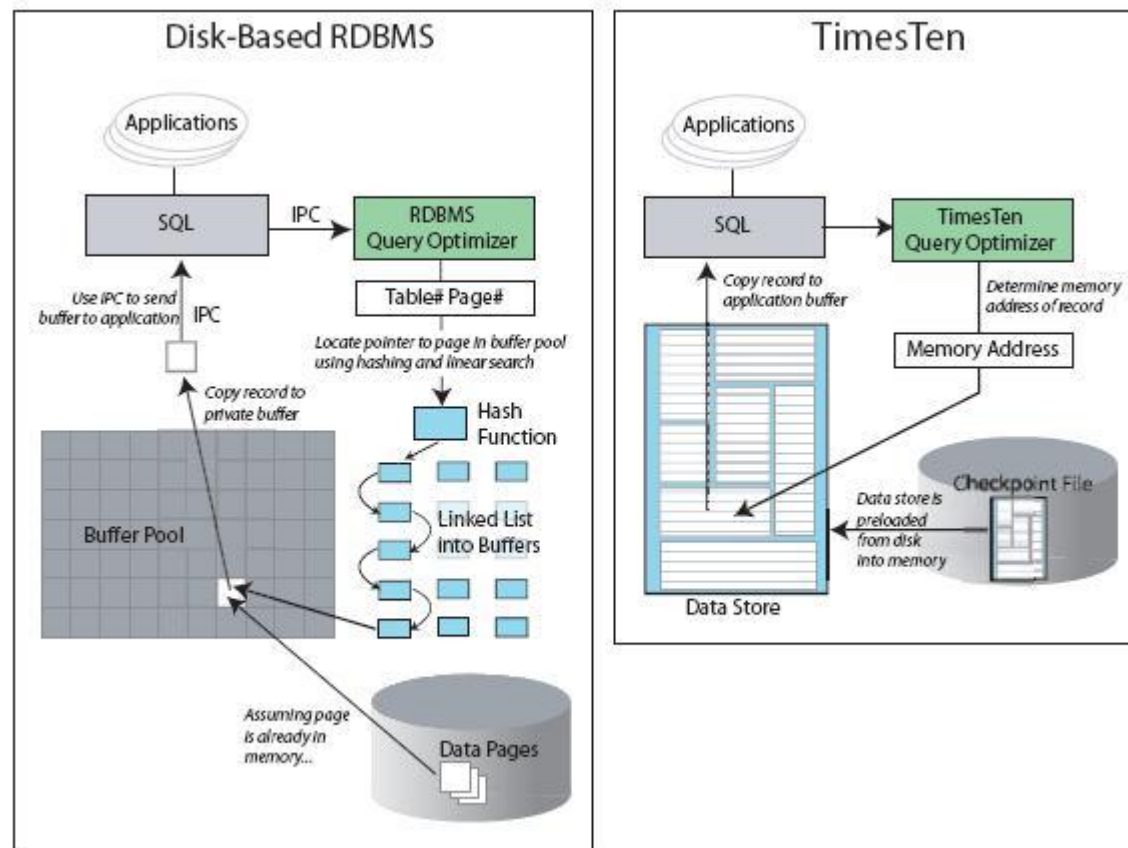 Disk-Based RDBMS
Applications
SQL
IPC
RDBMS
Query Optimizer
Table# Page#
Use IPC to send
buffer to application
IPC
Locate pointer to page in buffer pool
using hashing and linear search
Copy record to
private buffer
Hash
Function
Buffer Pool
Linked List
into Buffers
Assuming page
is already in
memory...
Data Pages
TimesTen
Applications
SQL
TimesTen
Query Optimizer
Copy record to
application buffer
Determine memory
address of record
Memory Address
Checkpoint File
Data store is
preloaded
from disk
into memory
Data Store